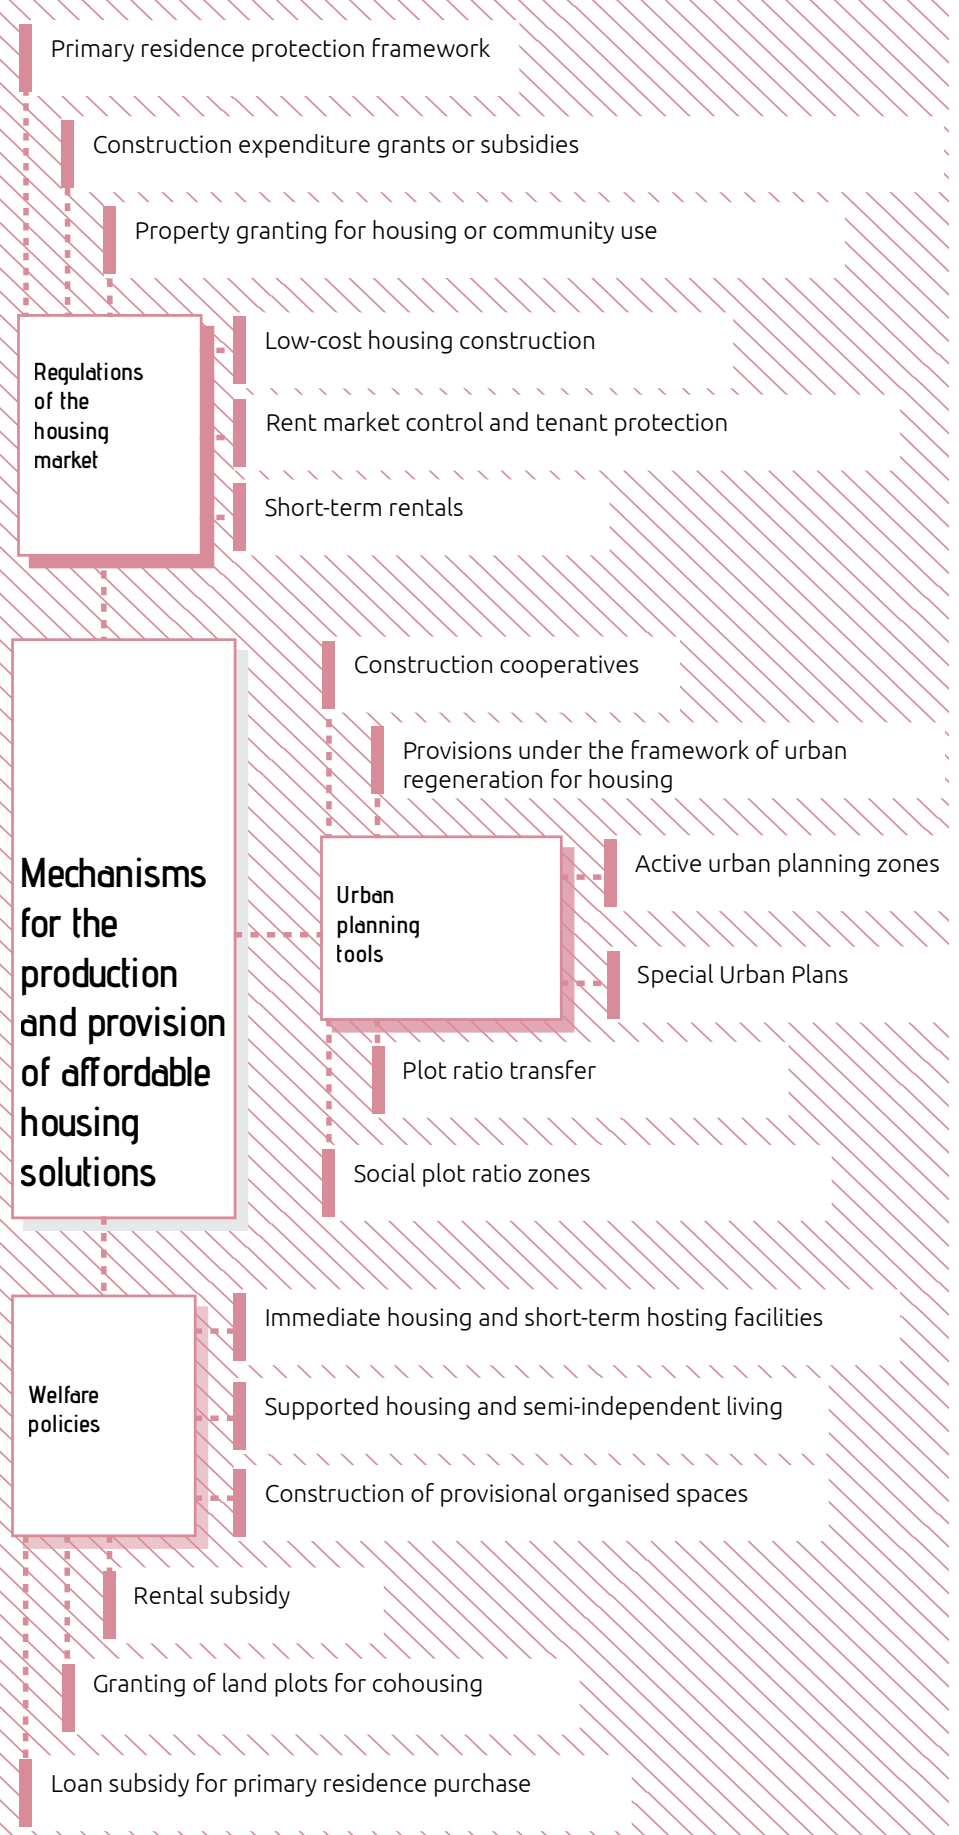 Primary residence protection framework
Construction expenditure grants or subsidies
Property granting for housing or community use
Regulations
of the
housing
market
Low-cost housing construction
Rent market control and tenant protection
Short-term rentals
Mechanisms
for the
production
and provision
of affordable
housing
solutions
Construction cooperatives
Provisions under the framework of urban
regeneration for housing
Urban
planning
tools
Active urban planning zones
Special Urban Plans
Plot ratio transfer
Social plot ratio zones
Welfare
policies
Immediate housing and short-term hosting facilities
Supported housing and semi-independent living
Construction of provisional organised spaces
Rental subsidy
Granting of land plots for cohousing
Loan subsidy for primary residence purchase